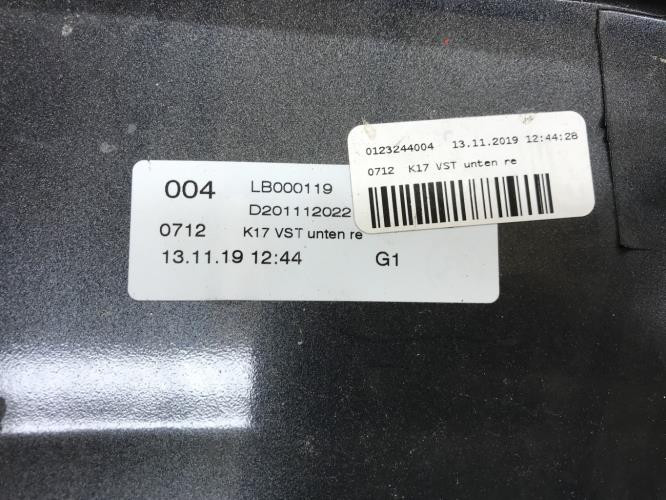 0123244004 13.11.2019 12:44:28
0712 K17 VST unten re
004 LB000119
D201112022
0712 K17 VST unten re
13.11.19 12:44 G1